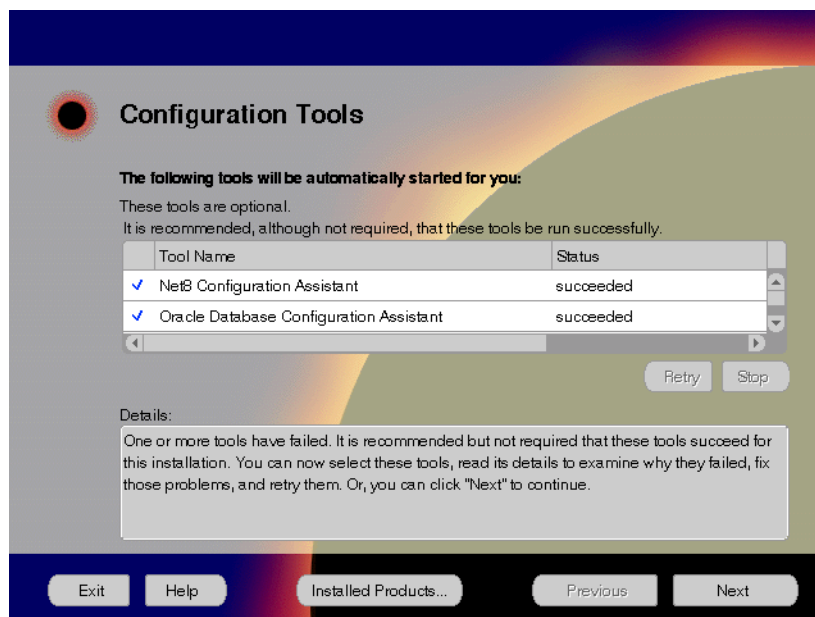 Configuration Tools
The following tools will be automatically started for you:
These tools are optional.
It is recommended, although not required, that these tools be run successfully.
Tool Name Status
Net8 Configuration Assistant succeeded
Oracle Database Configuration Assistant succeeded
Retry Stop
Details:
One or more tools have failed. It is recommended but not required that these tools succeed for
this installation. You can now select these tools, read its details to examine why they failed, fix
those problems, and retry them. Or, you can click "Next" to continue.
Exit Help Installed Products... Previous Next